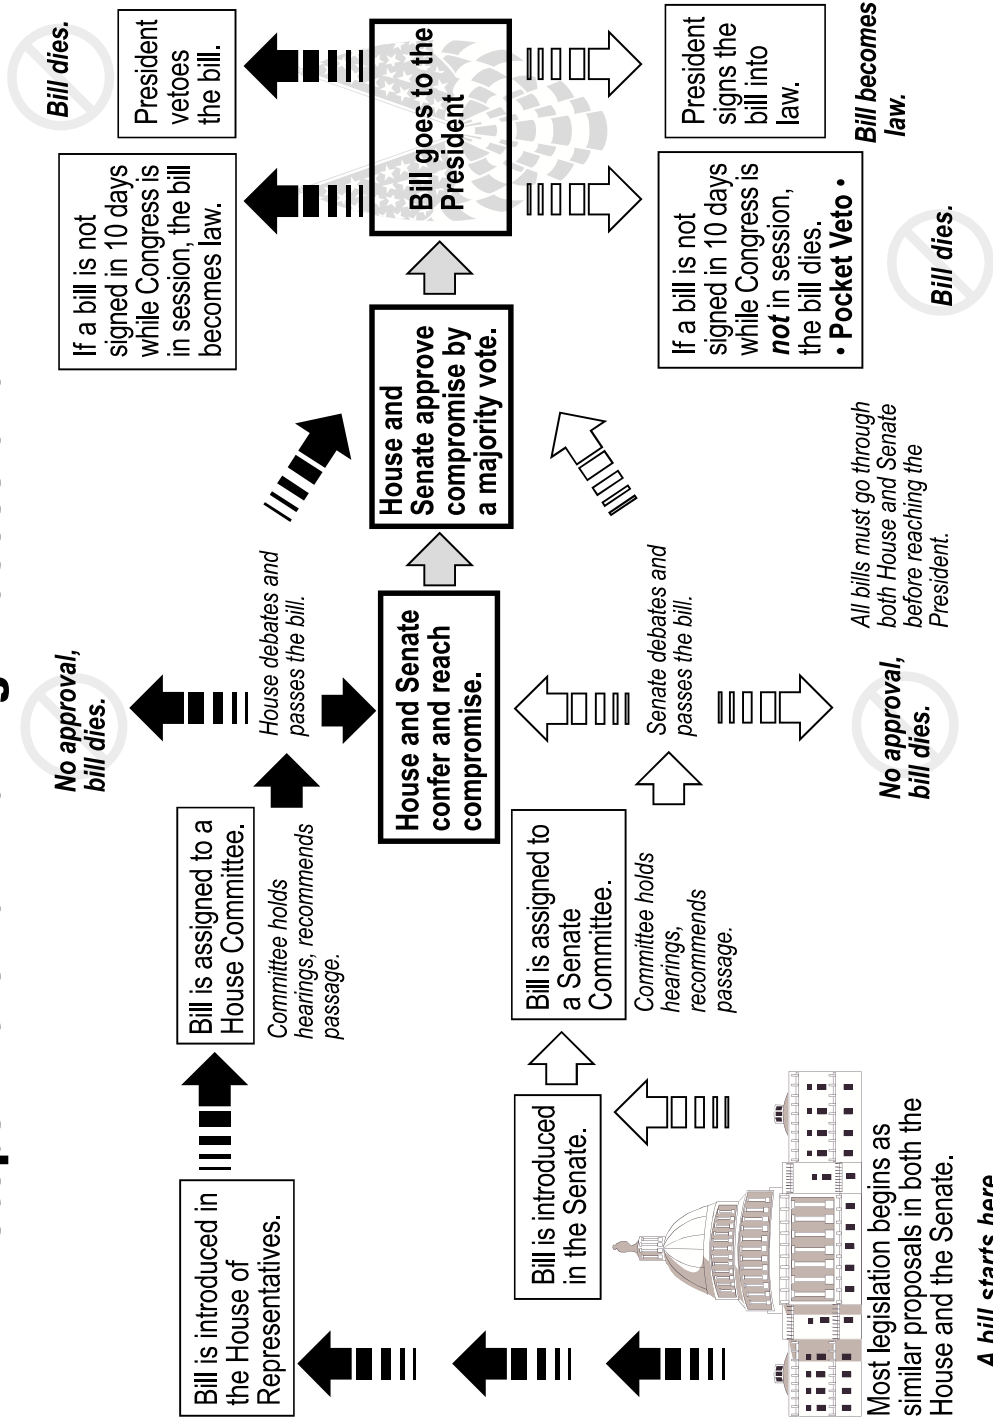 A bill starts here
Most legislation begins as
similar proposals in both the
House and the Senate.
Bill is introduced in
the House of
Representatives.
Bill is assigned to a
House Committee.
Committee holds
hearings, recommends
passage.
No approval,
bill dies.
House debates and
passes the bill.
Bill is introduced
in the Senate.
Bill is assigned to
a Senate
Committee.
Committee holds
hearings,
recommends
passage.
Senate debates and
passes the bill.
No approval,
bill dies.
House and Senate
confer and reach
compromise.
House and
Senate approve
compromise by
a majority vote.
All bills must go through
both House and Senate
before reaching the
President.
Bill goes to the
President
If a bill is not
signed in 10 days
while Congress is
in session, the bill
becomes law.
President
vetoes
the bill.
Bill dies.
If a bill is not
signed in 10 days
while Congress is
not in session,
the bill dies.
• Pocket Veto •
Bill dies.
President
signs the
bill into
law.
Bill becomes
law.